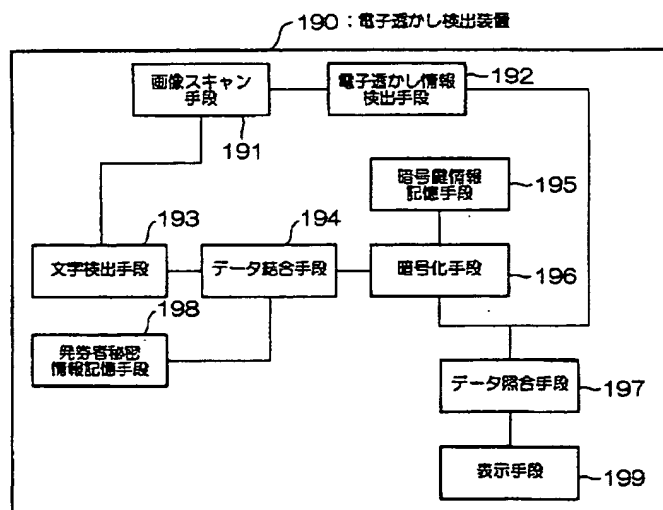 190：電子透かし検出装置
画像スキャン
手段
191
電子透かし情報
検出手段
192
暗号鍵情報
記憶手段
195
193
文字検出手段
194
データ結合手段
暗号化手段
196
198
発券者秘密
情報記憶手段
データ照合手段
197
表示手段
199